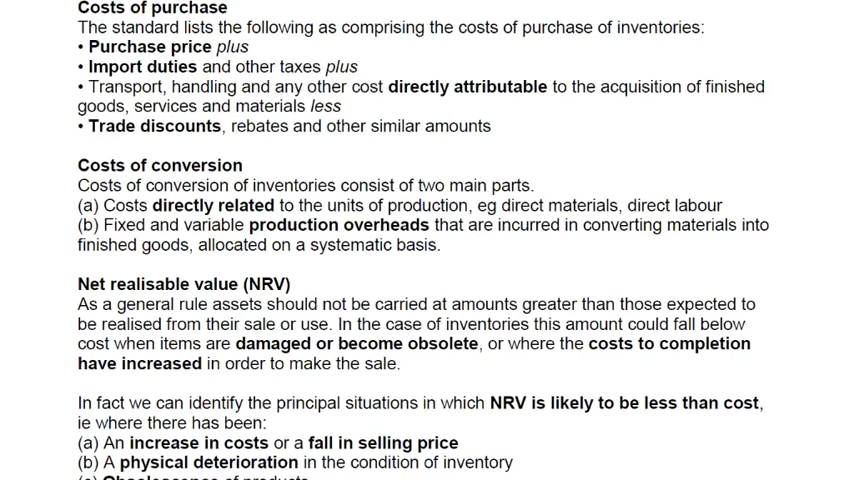 Costs of purchase
The standard lists the following as comprising the costs of purchase of inventories:
• Purchase price plus
• Import duties and other taxes plus
• Transport, handling and any other cost directly attributable to the acquisition of finished
goods, services and materials less
• Trade discounts, rebates and other similar amounts
Costs of conversion
Costs of conversion of inventories consist of two main parts.
(a) Costs directly related to the units of production, eg direct materials, direct labour
(b) Fixed and variable production overheads that are incurred in converting materials into
finished goods, allocated on a systematic basis.
Net realisable value (NRV)
As a general rule assets should not be carried at amounts greater than those expected to
be realised from their sale or use. In the case of inventories this amount could fall below
cost when items are damaged or become obsolete, or where the costs to completion
have increased in order to make the sale.
In fact we can identify the principal situations in which NRV is likely to be less than cost,
ie where there has been:
(a) An increase in costs or a fall in selling price
(b) A physical deterioration in the condition of inventory
(c) Obsolescence of products